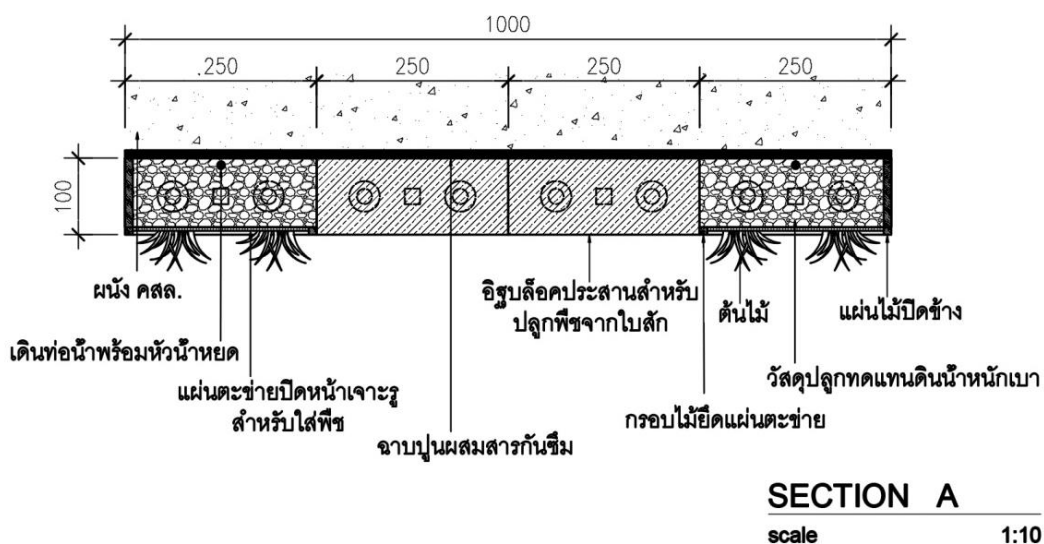 1000
250
250
250
250
100
ผนัง คสล.
เดินท่อน้ำพร้อมหัวน้ำหยด
แผ่นตะข่ายปิดหน้าเจาะรู
สำหรับใส่พืช
ฉาบปูนผสมสารกันซึม
อิฐบล็อคประสานสำหรับ
ปลูกพืชจากใบสัก
กรอบไม้ยึดแผ่นตะข่าย
ต้นไม้
แผ่นไม้ปิดข้าง
วัสดุปลูกทดแทนดินน้ำหนักเบา
SECTION A
scale 1:10